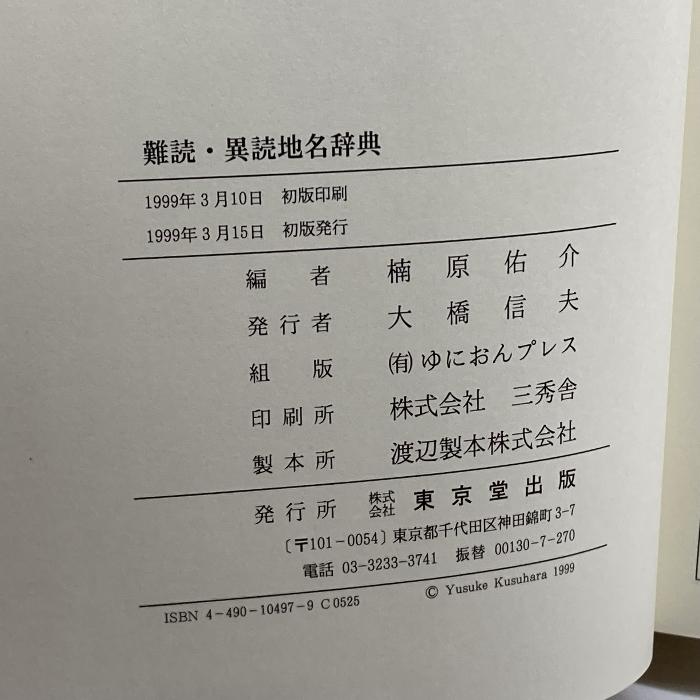 難読・異読地名辞典
1999年3月10日 初版印刷
1999年3月15日 初版発行
編者 楠原佑介
発行者 大橋信夫
組版 ㈲ゆにおんプレス
印刷所 株式会社 三秀舎
製本所 渡辺製本株式会社
発行所 株式会社 東京堂出版
〔〒101-0054〕東京都千代田区神田錦町3-7
電話 03-3233-3741 振替 00130-7-270
ISBN 4-490-10497-9 C0525
© Yusuke Kusuhara 1999